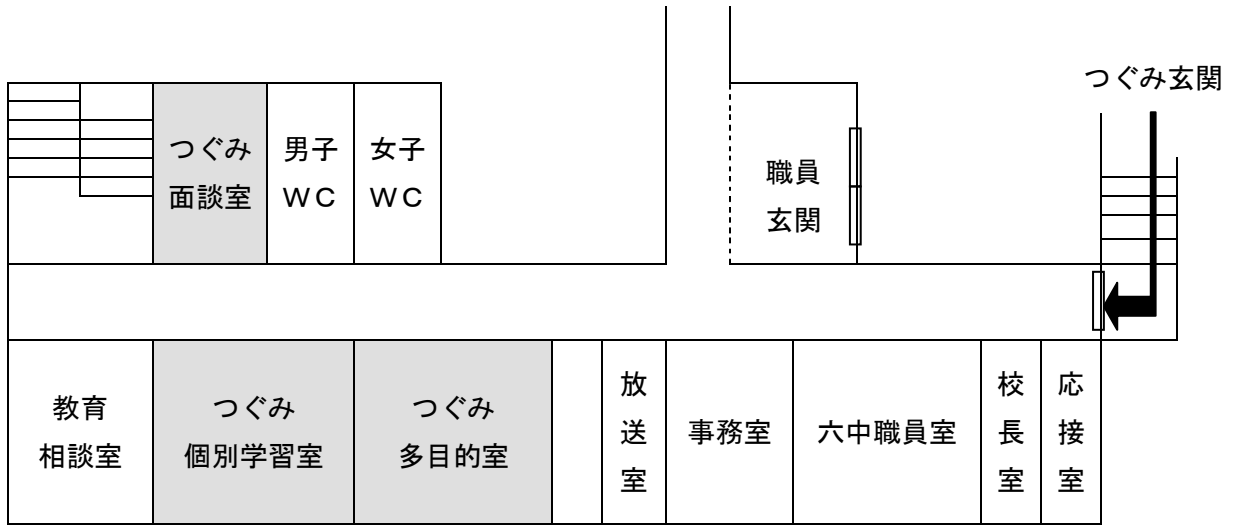 つぐみ玄関
つぐみ
面談室
男子
ＷＣ
女子
ＷＣ
職員
玄関
教育
相談室
つぐみ
個別学習室
つぐみ
多目的室
放送室
事務室
六中職員室
校長室
応接室